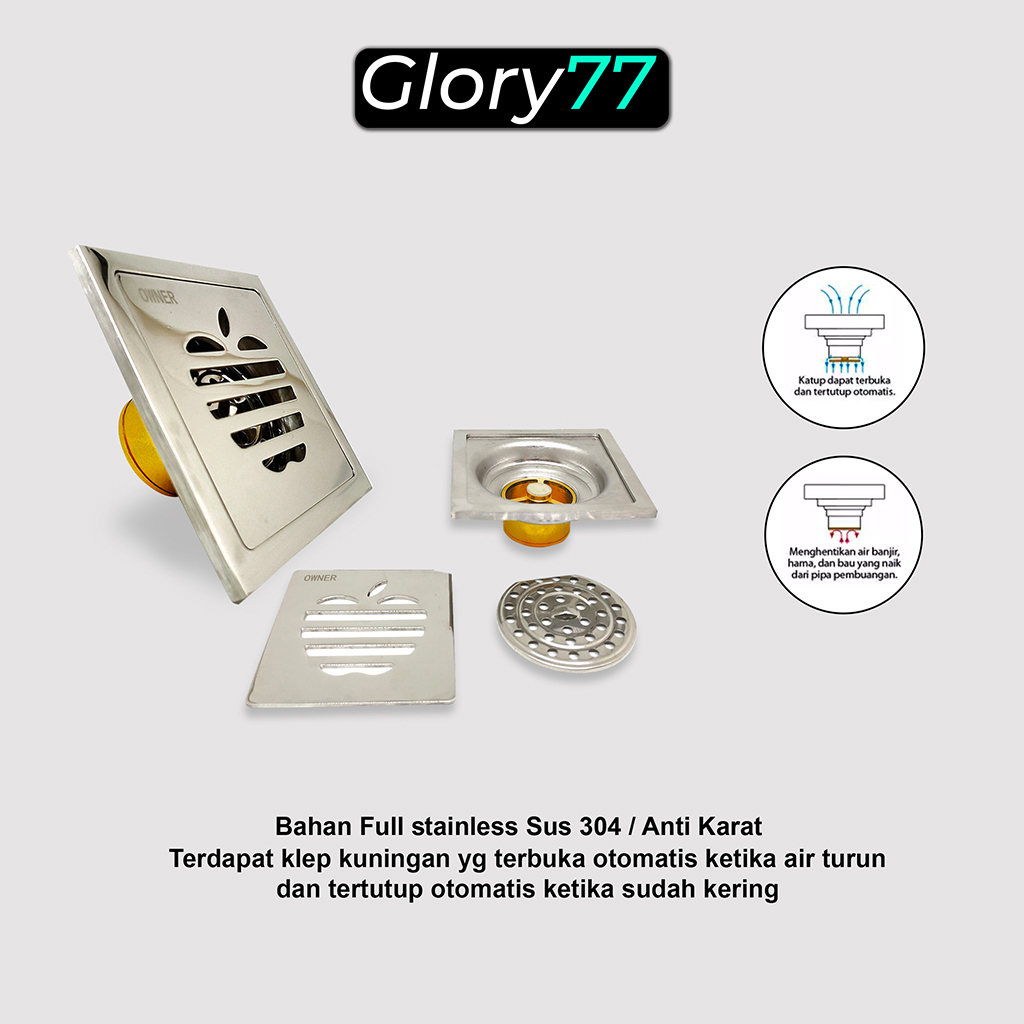 Glory77
OWNER
Katup dapat terbuka
dan tertutup otomatis.
Menghentikan air banjir,
hama, dan bau yang naik
dari pipa pembuangan.
OWNER
Bahan Full stainless Sus 304 / Anti Karat
Terdapat klep kuningan yg terbuka otomatis ketika air turun
dan tertutup otomatis ketika sudah kering